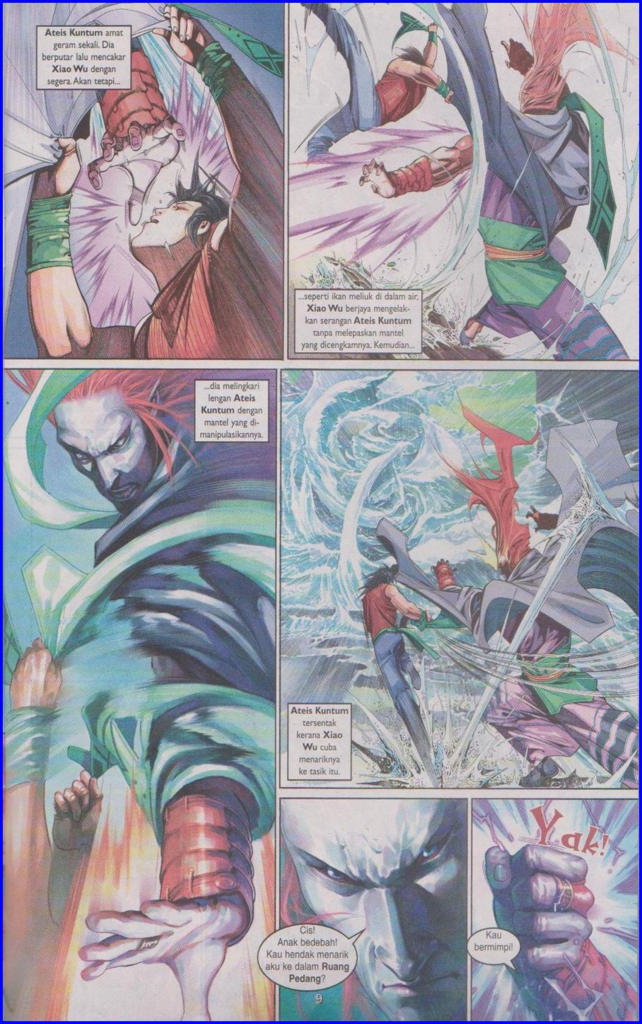 Ateis Kuntum amat
geram sekali. Dia
berputar lalu mencakar
Xiao Wu dengan
segera. Akan tetapi...
...seperti ikan meliuk di dalam air,
Xiao Wu berjaya mengelak-
kan serangan Ateis Kuntum
tanpa melepaskan mantel
yang dicengkamnya. Kemudian...
...dia melingkari
lengan Ateis
Kuntum dengan
mantel yang di-
manipulasikannya.
Ateis Kuntum
tersentak
kerana Xiao
Wu cuba
menariknya
ke tasik itu.
Cis!
Anak bedebah!
Kau hendak menarik
aku ke dalam Ruang
Pedang?
Yak!
Kau
bermimpi!
9